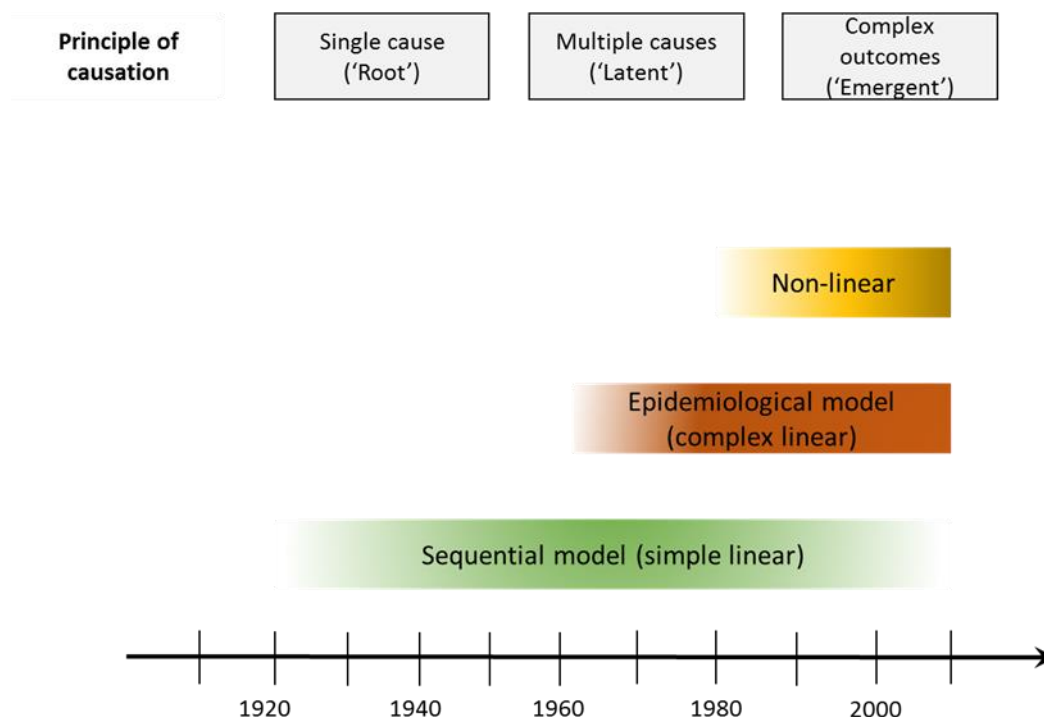 Principle of
causation
Single cause
(‘Root’)
Multiple causes
(‘Latent’)
Complex
outcomes
(‘Emergent’)
Non-linear
Epidemiological model
(complex linear)
Sequential model (simple linear)
1920
1940
1960
1980
2000